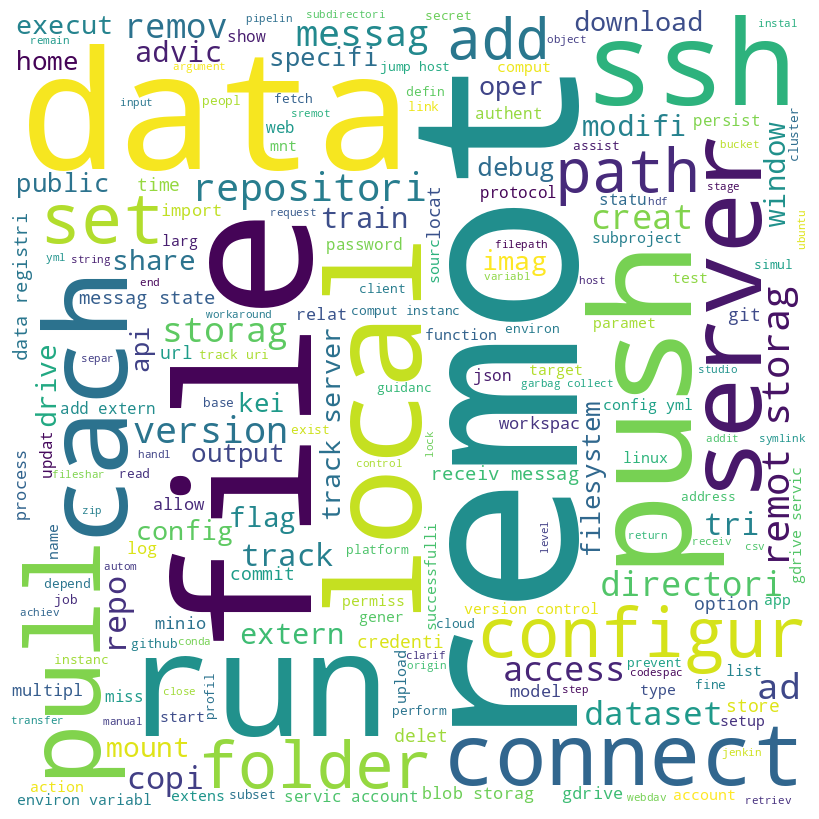 execut
remov
pipelin
subdirectori
secret
messag
add
object
download
ssh
instal
remain
home
advic
show
specifi
jump host
comput
argument
data
input
peopl
fetch
defin
link
oper
modifi
persist
cluster
sremot
web
authent
assist
bucket
mnt
debug
path
window
public
time
repositori
protocol
statu
hdf
stage
set
import
request
train
locat
creat
ubuntu
larg
share
password
sourc
filepath
subproject
server
data registri
yml
string
end
file
client
imag
variabl
host
test
simul
messag state
relat
comput instanc
environ
paramet
git
cach
api
workaround
storag
local
function
remot
push
remot storag
drive
url
track uri
guidanc
json
target
garbag collect
studio
separ
kei
base
track server
workspac
config yml
add extern
version
exist
lock
filesystem
addit
symlink
process
updat
fileshar
handl
read
output
control
receiv messag
linux
address
zip
allow
config
flag
level
return
receiv
csv
tri
gdrive servic
name
log
track
platform
successfulli
pull
autom
commit
directori
depend
repo
permiss
gener
version control
option
app
achiev
job
minio
extern
credenti
cloud
configur
instanc
github
conda
clarif
origin
access
prevent
codespac
list
ad
multipl
miss
close
profil
run
upload
perform
model
step
type
fine
store
transfer
manual
start
delet
dataset
setup
action
mount
folder
connect
jenkin
copi
environ variabl
extens
subset
servic account
blob storag
gdrive
webdav
account
retriev